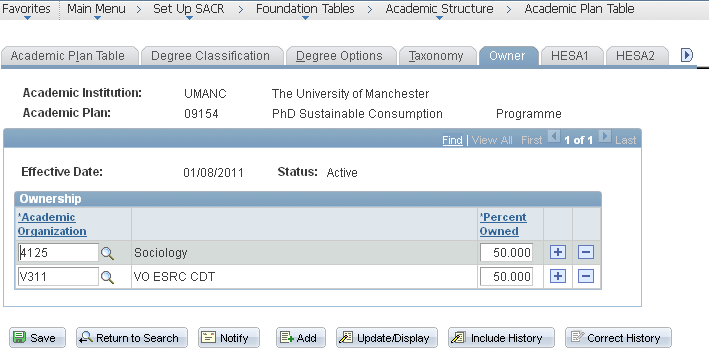 Favorites Main Menu > Set Up SACR > Foundation Tables > Academic Structure > Academic Plan Table
Academic Plan Table Degree Classification Degree Options Taxonomy Owner HESA1 HESA2
Academic Institution: UMANC The University of Manchester
Academic Plan: 09154 PhD Sustainable Consumption Programme
Find | View All First 1 of 1 Last
Effective Date: 01/08/2011 Status: Active
Ownership
*Academic Organization *Percent Owned
4125 Sociology 50.000
V311 VO ESRC CDT 50.000
Save Return to Search Notify Add Update/Display Include History Correct History